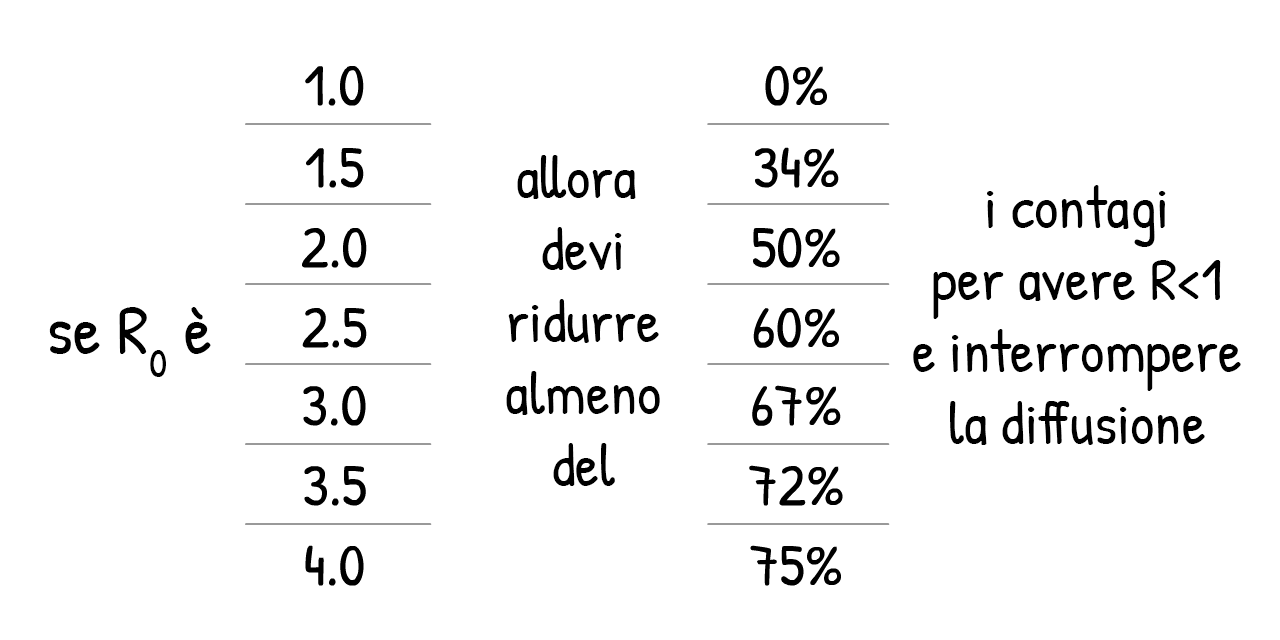 se R₀ è
1.0
1.5
2.0
2.5
3.0
3.5
4.0
allora
devi
ridurre
almeno
del
0%
34%
50%
60%
67%
72%
75%
i contagi
per avere R<1
e interrompere
la diffusione